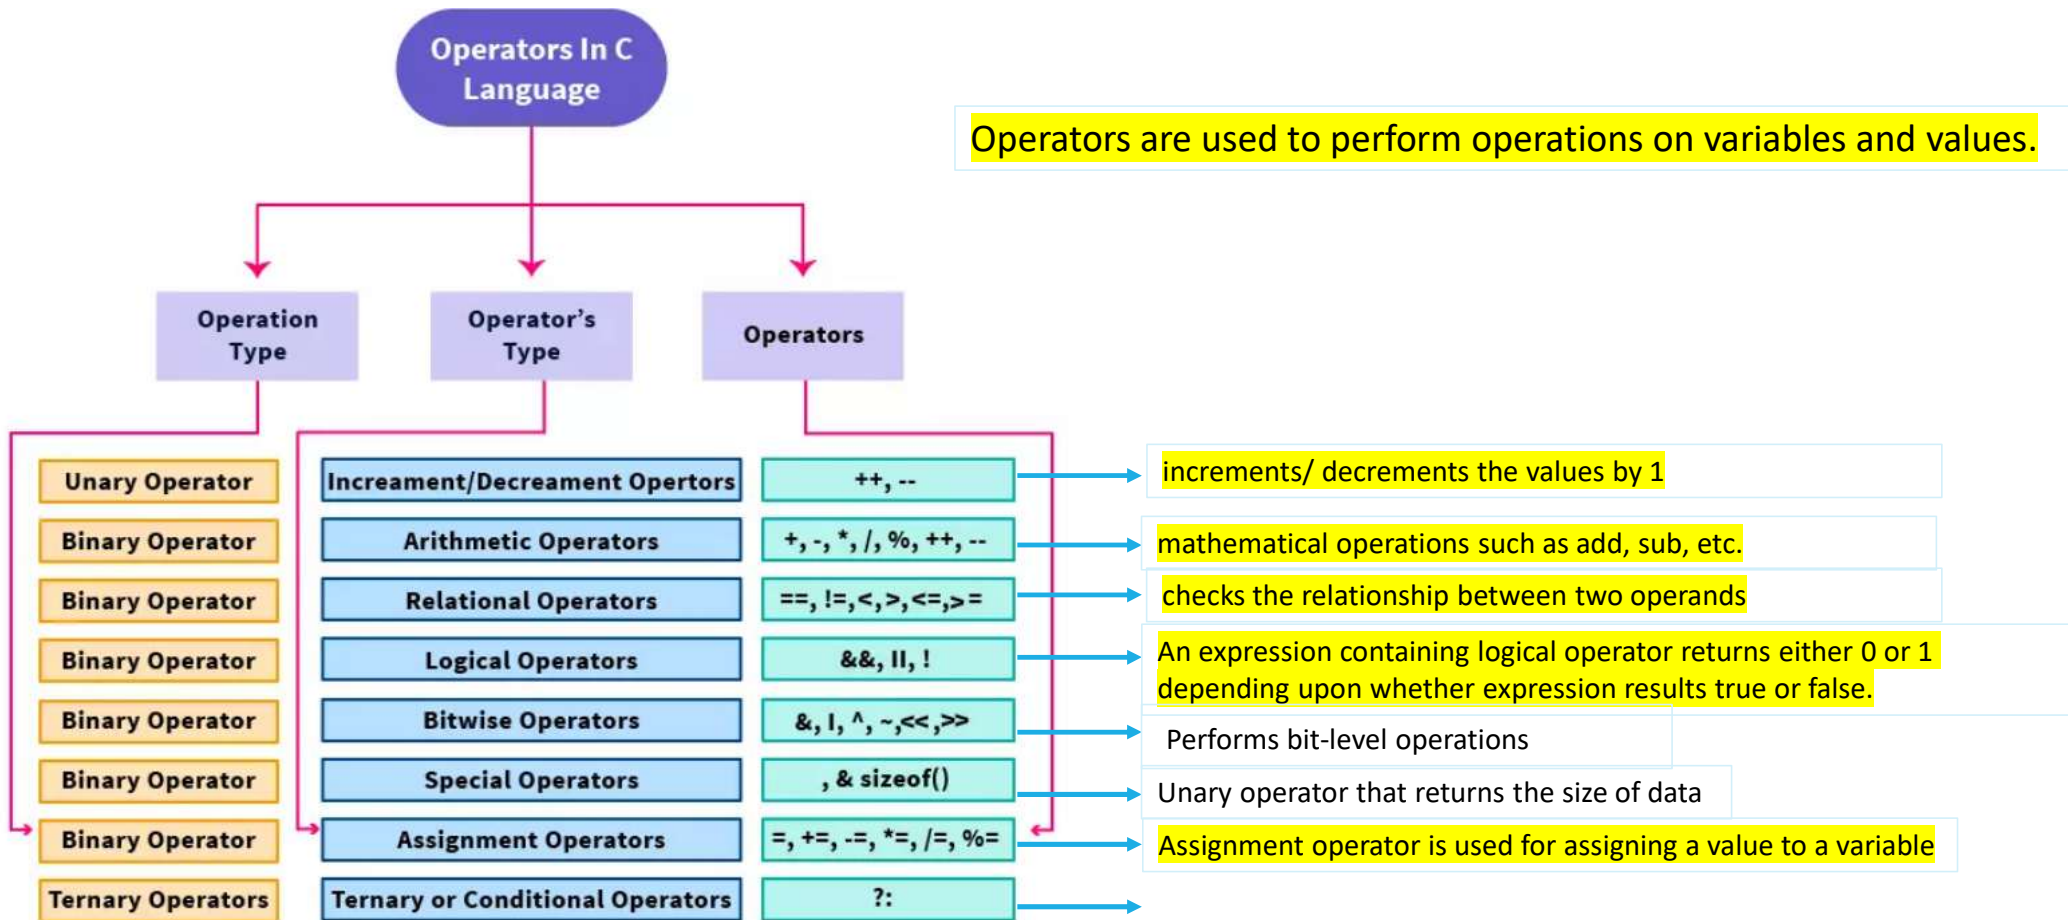 Operators In C
Language
Operators are used to perform operations on variables and values.
Operation
Type
Operator's
Type
Operators
Unary Operator
Increament/Decreament Opertors
++, --
increments/ decrements the values by 1
Binary Operator
Arithmetic Operators
+, -, *, /, %, ++, --
mathematical operations such as add, sub, etc.
Binary Operator
Relational Operators
==, !=,<,>,<=,>=
checks the relationship between two operands
Binary Operator
Logical Operators
&&, II, !
An expression containing logical operator returns either 0 or 1
depending upon whether expression results true or false.
Binary Operator
Bitwise Operators
&, I, ^, ~,<<,>>
Performs bit-level operations
Binary Operator
Special Operators
, & sizeof()
Unary operator that returns the size of data
Binary Operator
Assignment Operators
=, +=, -=, *=, /=, %=
Assignment operator is used for assigning a value to a variable
Ternary Operators
Ternary or Conditional Operators
?: